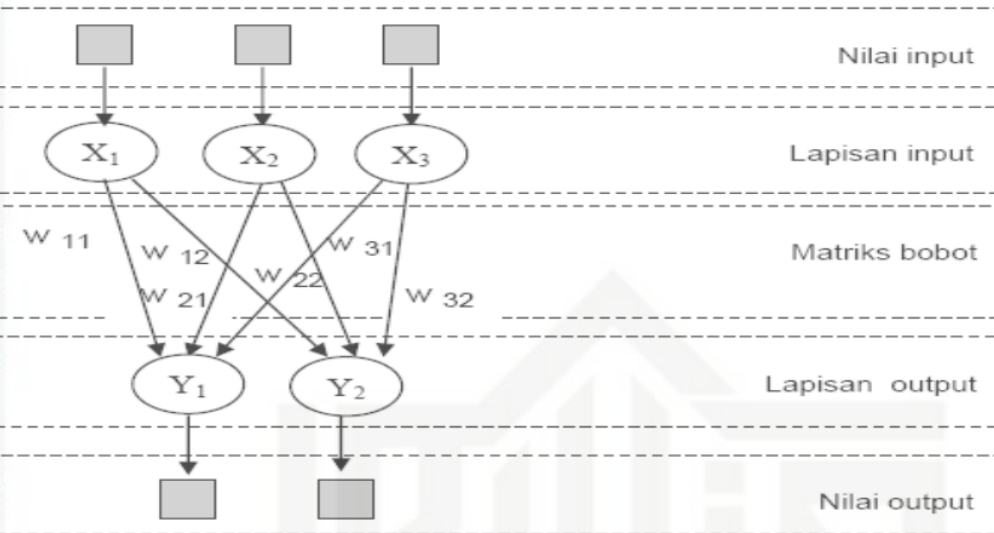 Nilai input
X1 X2 X3 Lapisan input
W 11 W 12 W 31 Matriks bobot
W 21 W 22 W 32
Y1 Y2 Lapisan output
Nilai output